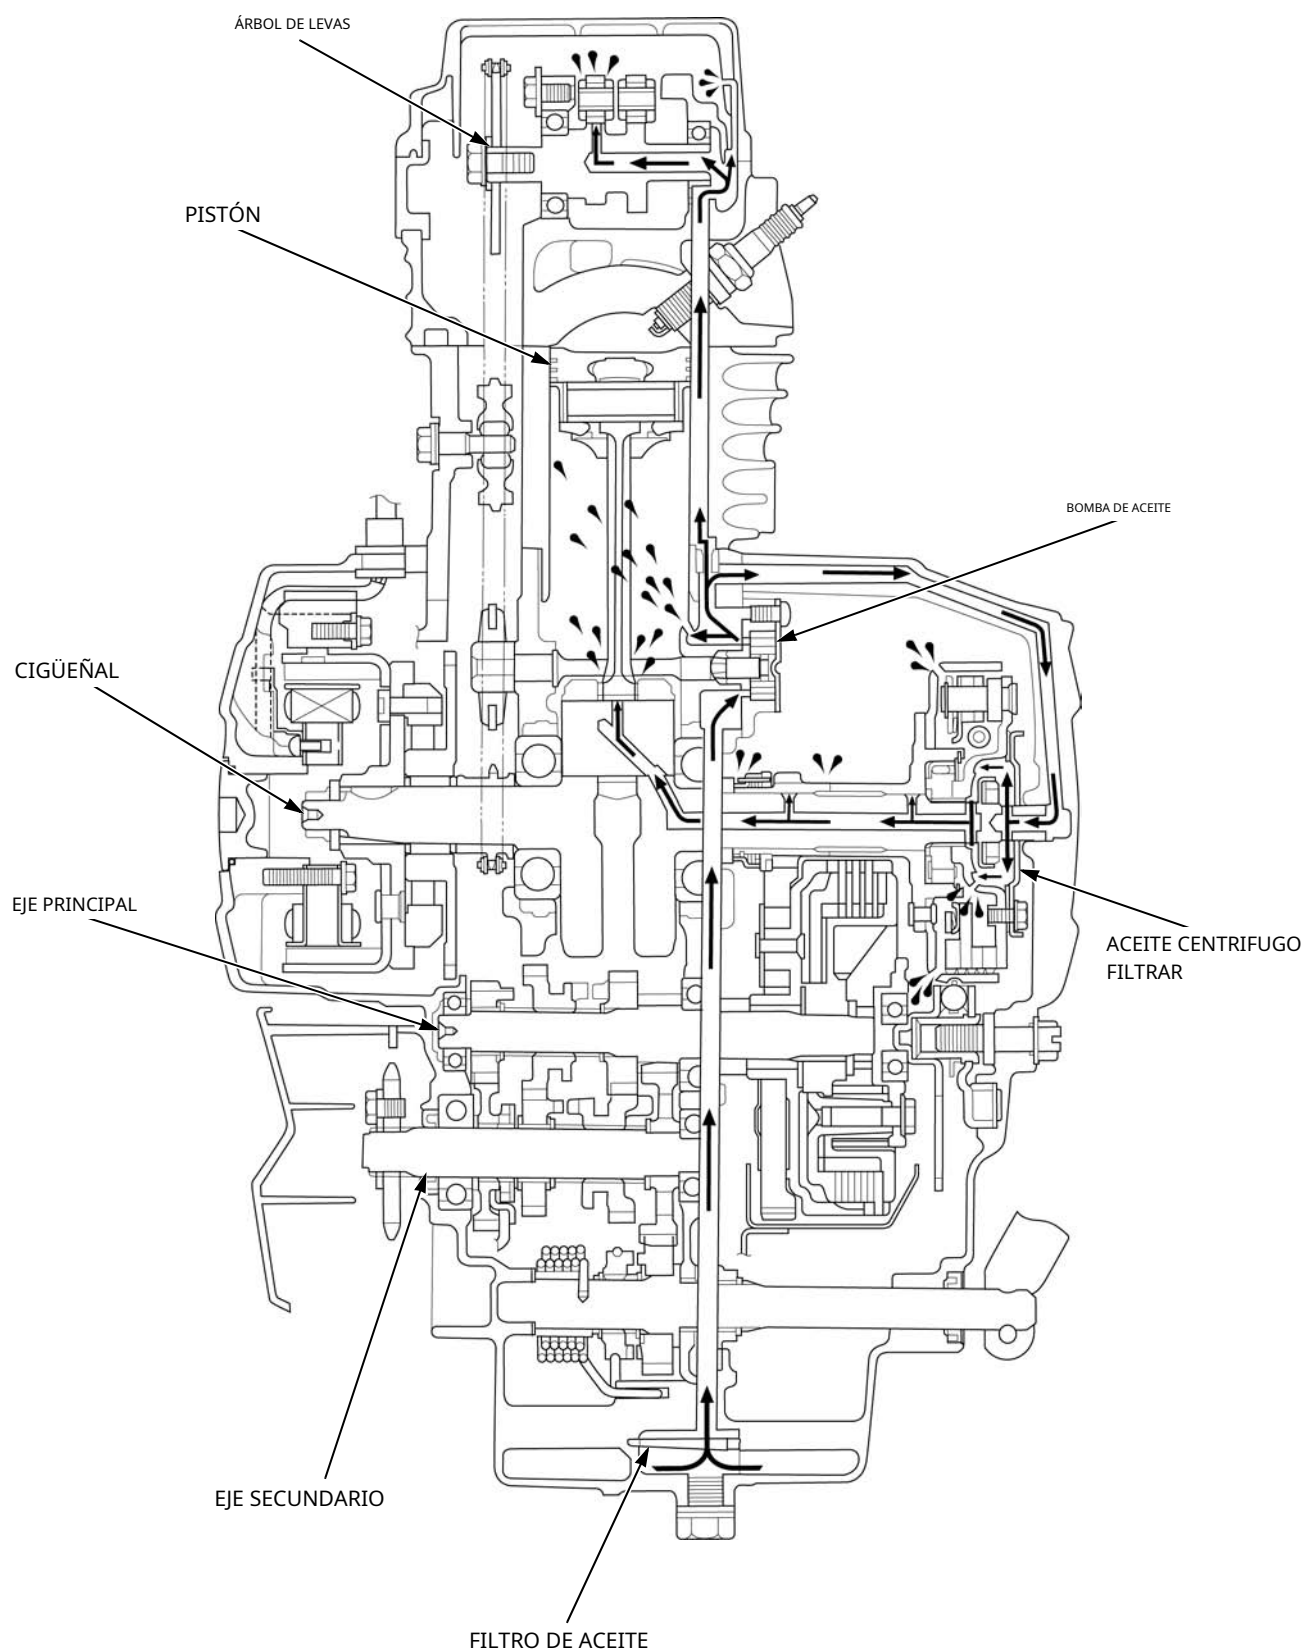 ÁRBOL DE LEVAS
PISTÓN
BOMBA DE ACEITE
CIGÜEÑAL
EJE PRINCIPAL
ACEITE CENTRIFUGO
FILTRAR
EJE SECUNDARIO
FILTRO DE ACEITE